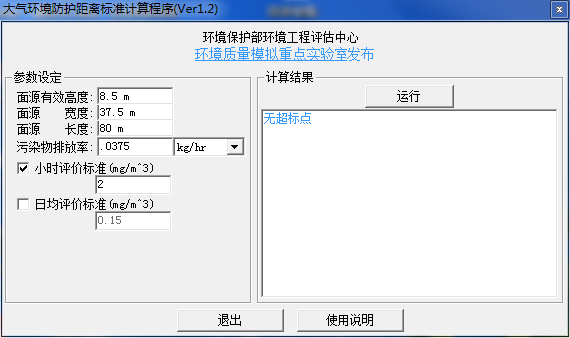 大气环境防护距离标准计算程序(Ver1.2)
环境保护部环境工程评估中心
环境质量模拟重点实验室发布
参数设定
面源有效高度: 8.5 m
面源 宽度: 37.5 m
面源 长度: 80 m
污染物排放率: .0375 kg/hr
小时评价标准(mg/m^3)
2
日均评价标准(mg/m^3)
0.15
计算结果
运行
无超标点
退出
使用说明